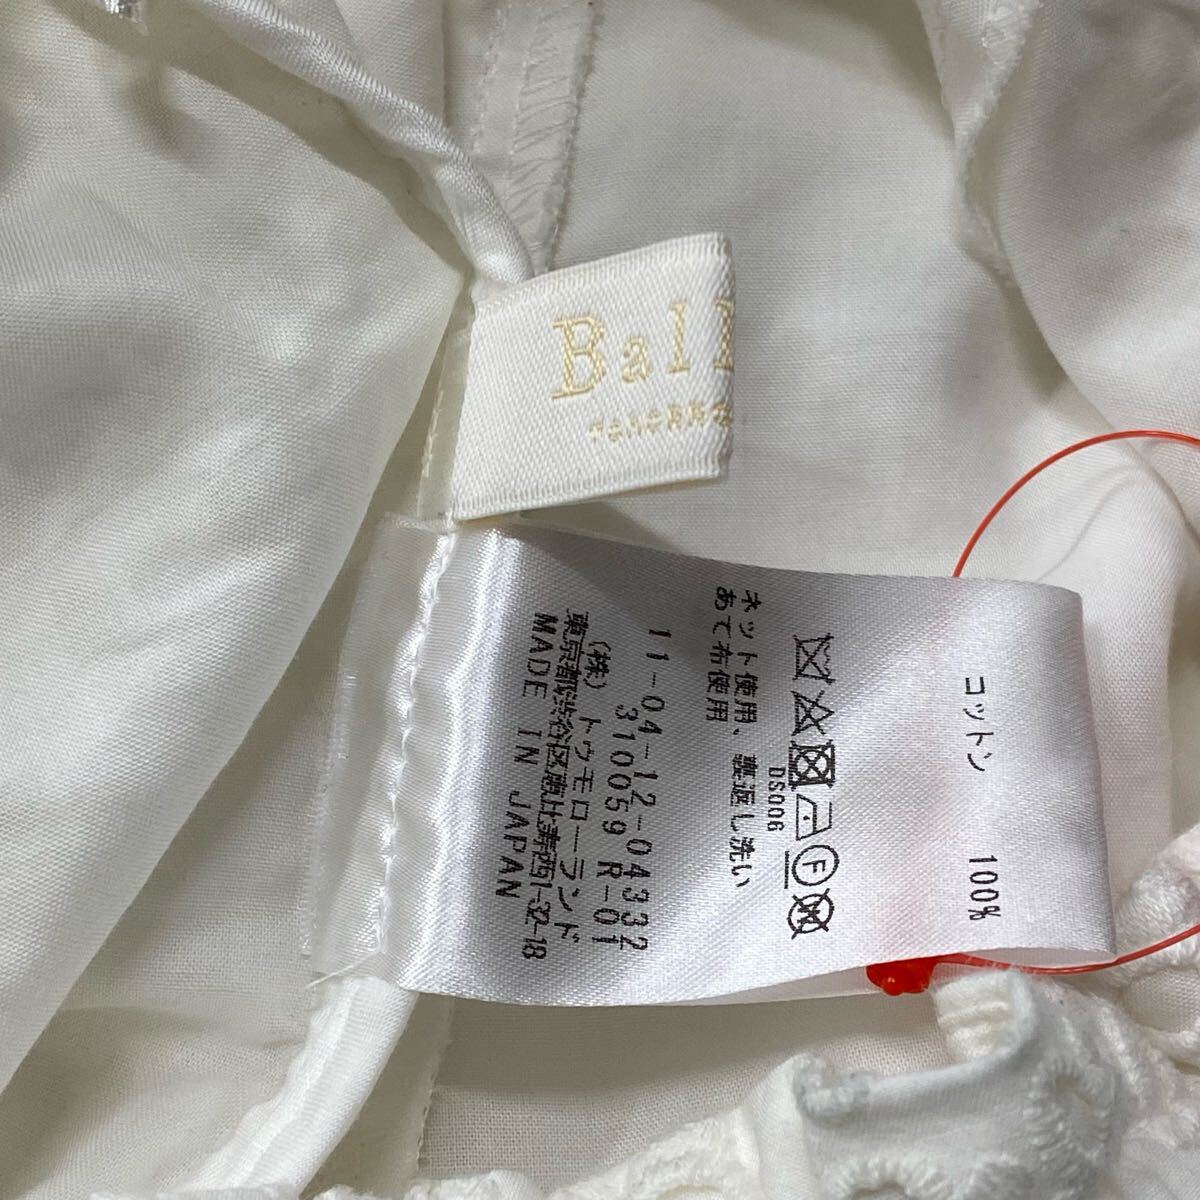 Ball
TOMORRO
コットン 100%
DS006
F
W
ネット使用、裏返し洗い
あて布使用
11-04-12-04332
310059 R-01
(株)トゥモローランド
東京都渋谷区恵比寿西1-32-18
MADE IN JAPAN